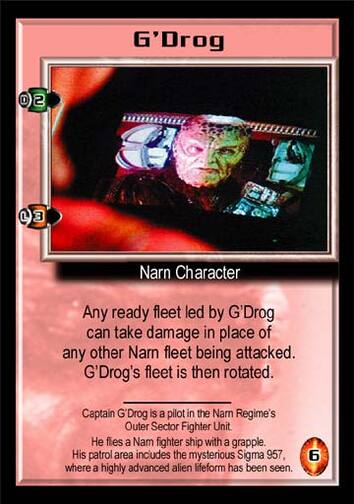 G'Drog
D 2
L 3
Narn Character
Any ready fleet led by G'Drog
can take damage in place of
any other Narn fleet being attacked.
G'Drog's fleet is then rotated.
Captain G'Drog is a pilot in the Narn Regime's
Outer Sector Fighter Unit.
He flies a Narn fighter ship with a grapple.
His patrol area includes the mysterious Sigma 957,
where a highly advanced alien lifeform has been seen.
6